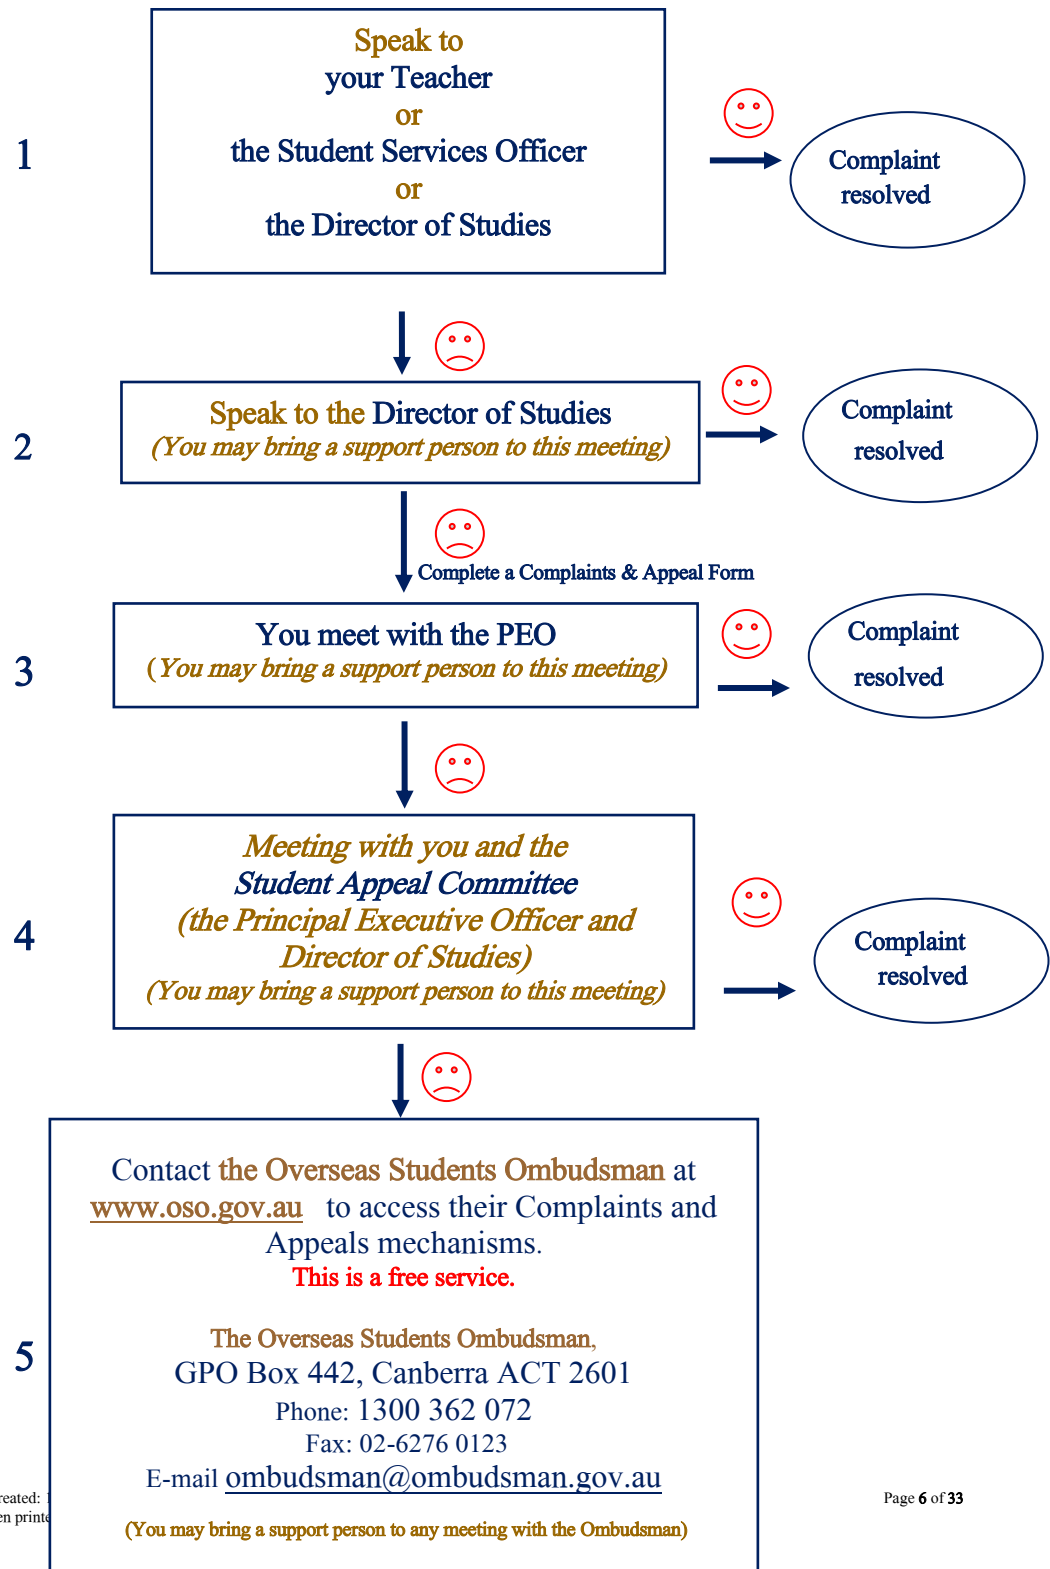 Speak to
your Teacher
or
1
the Student Services Officer
or
the Director of Studies
Complaint
resolved
2
Speak to the Director of Studies
(You may bring a support person to this meeting)
Complaint
resolved
Complete a Complaints & Appeal Form
3
You meet with the PEO
(You may bring a support person to this meeting)
Complaint
resolved
4
Meeting with you and the
Student Appeal Committee
(the Principal Executive Officer and
Director of Studies)
(You may bring a support person to this meeting)
Complaint
resolved
5
Contact the Overseas Students Ombudsman at
www.oso.gov.au to access their Complaints and
Appeals mechanisms.
This is a free service.
The Overseas Students Ombudsman,
GPO Box 442, Canberra ACT 2601
Phone: 1300 362 072
Fax: 02-6276 0123
E-mail ombudsman@ombudsman.gov.au
(You may bring a support person to any meeting with the Ombudsman)
Page 6 of 33